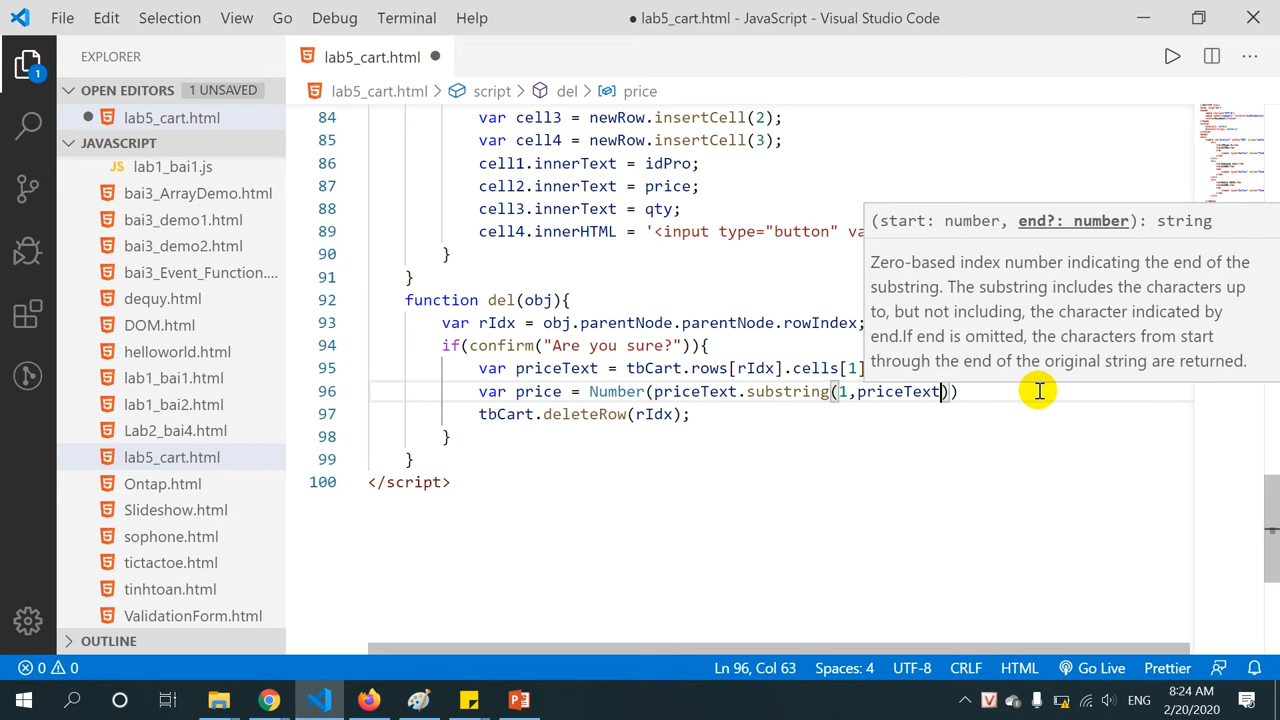 File Edit Selection View Go Debug Terminal Help
● lab5_cart.html - JavaScript - Visual Studio Code
EXPLORER
lab5_cart.html ●
OPEN EDITORS 1 UNSAVED
lab5_cart.html > script > del > price
● lab5_cart.html
JAVASCRIPT
lab1_bai1.js
bai3_ArrayDemo.html
bai3_demo1.html
bai3_demo2.html
bai3_Event_Function....
dequy.html
DOM.html
helloworld.html
lab1_bai1.html
lab1_bai2.html
Lab2_bai4.html
lab5_cart.html
Ontap.html
Slideshow.html
sophone.html
tictactoe.html
tinhtoan.html
ValidationForm.html
OUTLINE
1
84 var cell3 = newRow.insertCell(2);
85 var cell4 = newRow.insertCell(3);
86 cell1.innerText = idPro;
87 cell2.innerText = price;
88 cell3.innerText = qty;
89 cell4.innerHTML = '<input type="button" va
90 }
91 }
92 function del(obj){
93 var rIdx = obj.parentNode.parentNode.rowIndex;
94 if(confirm("Are you sure?")){
95 var priceText = tbCart.rows[rIdx].cells[1]
96 var price = Number(priceText.substring(1,priceText))
97 tbCart.deleteRow(rIdx);
98 }
99 }
100 </script>
(start: number, end?: number): string
Zero-based index number indicating the end of the
substring. The substring includes the characters up
to, but not including, the character indicated by
end.If end is omitted, the characters from start
through the end of the original string are returned.
0 0 Ln 96, Col 63 Spaces: 4 UTF-8 CRLF HTML Go Live Prettier
ENG 8:24 AM
2/20/2020